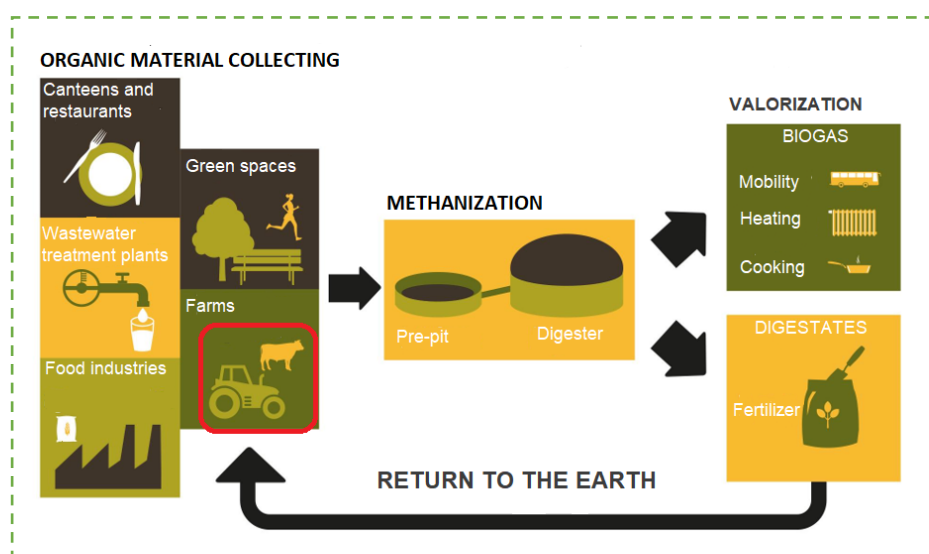 ORGANIC MATERIAL COLLECTING
Canteens and
restaurants
Green spaces
Wastewater
treatment plants
Farms
Food industries
METHANIZATION
Pre-pit
Digester
VALORIZATION
BIOGAS
Mobility
Heating
Cooking
DIGESTATES
Fertilizer
RETURN TO THE EARTH